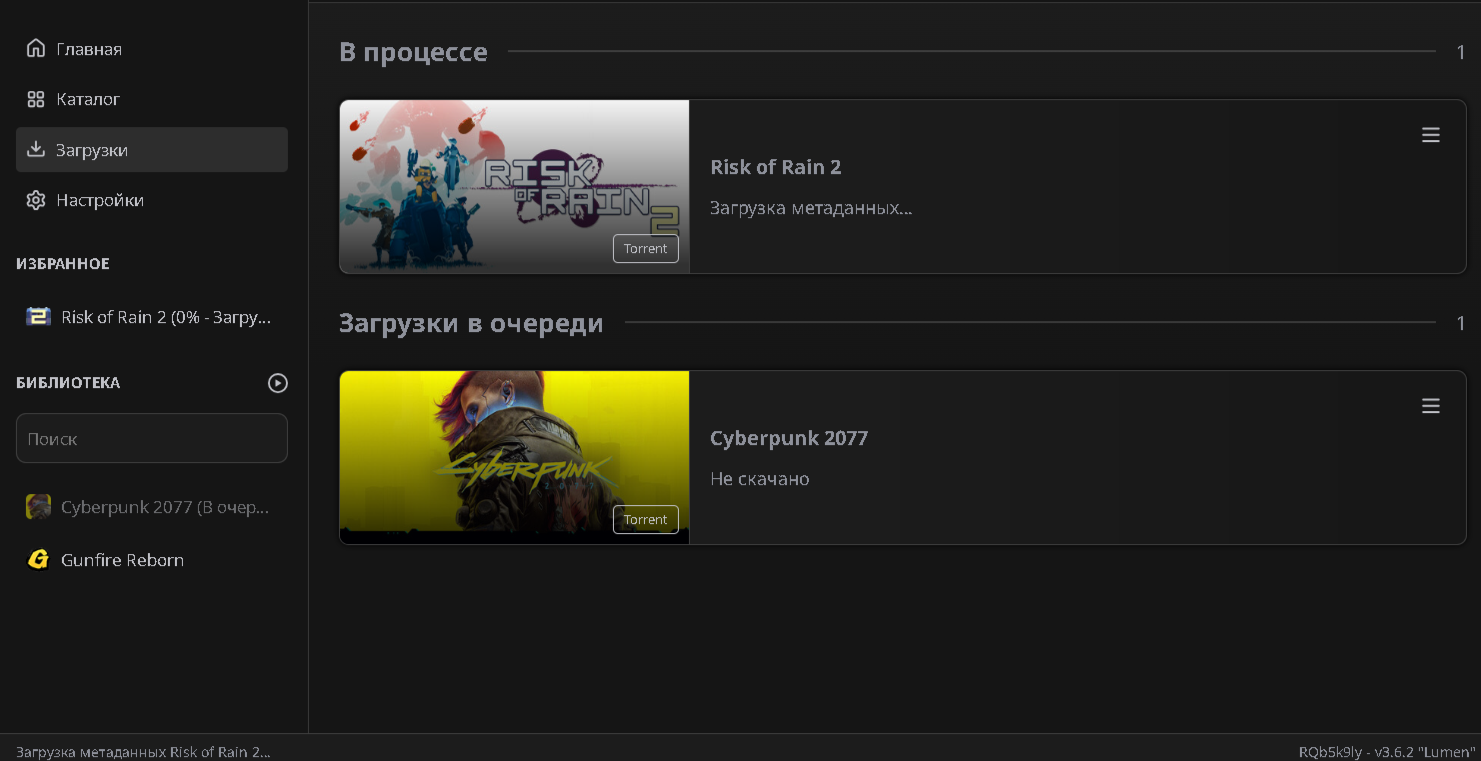 Главная
Каталог
Загрузки
Настройки
ИЗБРАННОЕ
Risk of Rain 2 (0% - Загру...
БИБЛИОТЕКА
Поиск
Cyberpunk 2077 (В очер...
Gunfire Reborn
В процессе 1
RISK
OF RAIN
2
Torrent
Risk of Rain 2
Загрузка метаданных...
Загрузки в очереди 1
CYBERPUNK
2077
Torrent
Cyberpunk 2077
Не скачано
Загрузка метаданных Risk of Rain 2...
RQb5k9ly - v3.6.2 "Lumen"